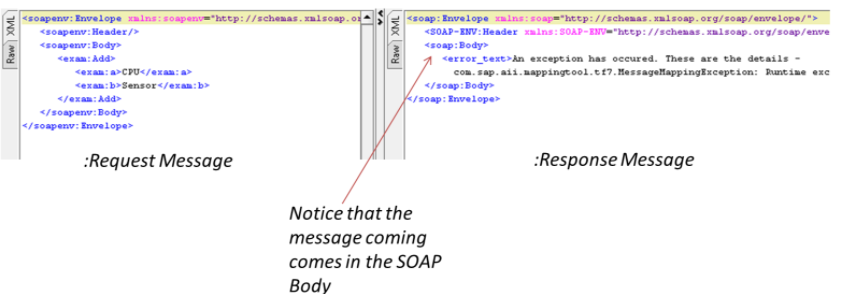 XML
Raw
<soapenv:Envelope xmlns:soapenv="http://schemas.xmlsoap.or
<soapenv:Header/>
<soapenv:Body>
<exam:Add>
<exam:a>CPU</exam:a>
<exam:b>Sensor</exam:b>
</exam:Add>
</soapenv:Body>
</soapenv:Envelope>
:Request Message
XML
Raw
<soap:Envelope xmlns:soap="http://schemas.xmlsoap.org/soap/envelope/">
<SOAP-ENV:Header xmlns:SOAP-ENV="http://schemas.xmlsoap.org/soap/enve
<soap:Body>
<error_text>An exception has occured. These are the details -
com.sap.aii.mappingtool.tf7.MessageMappingException: Runtime exc
</soap:Body>
</soap:Envelope>
:Response Message
Notice that the
message coming
comes in the SOAP
Body